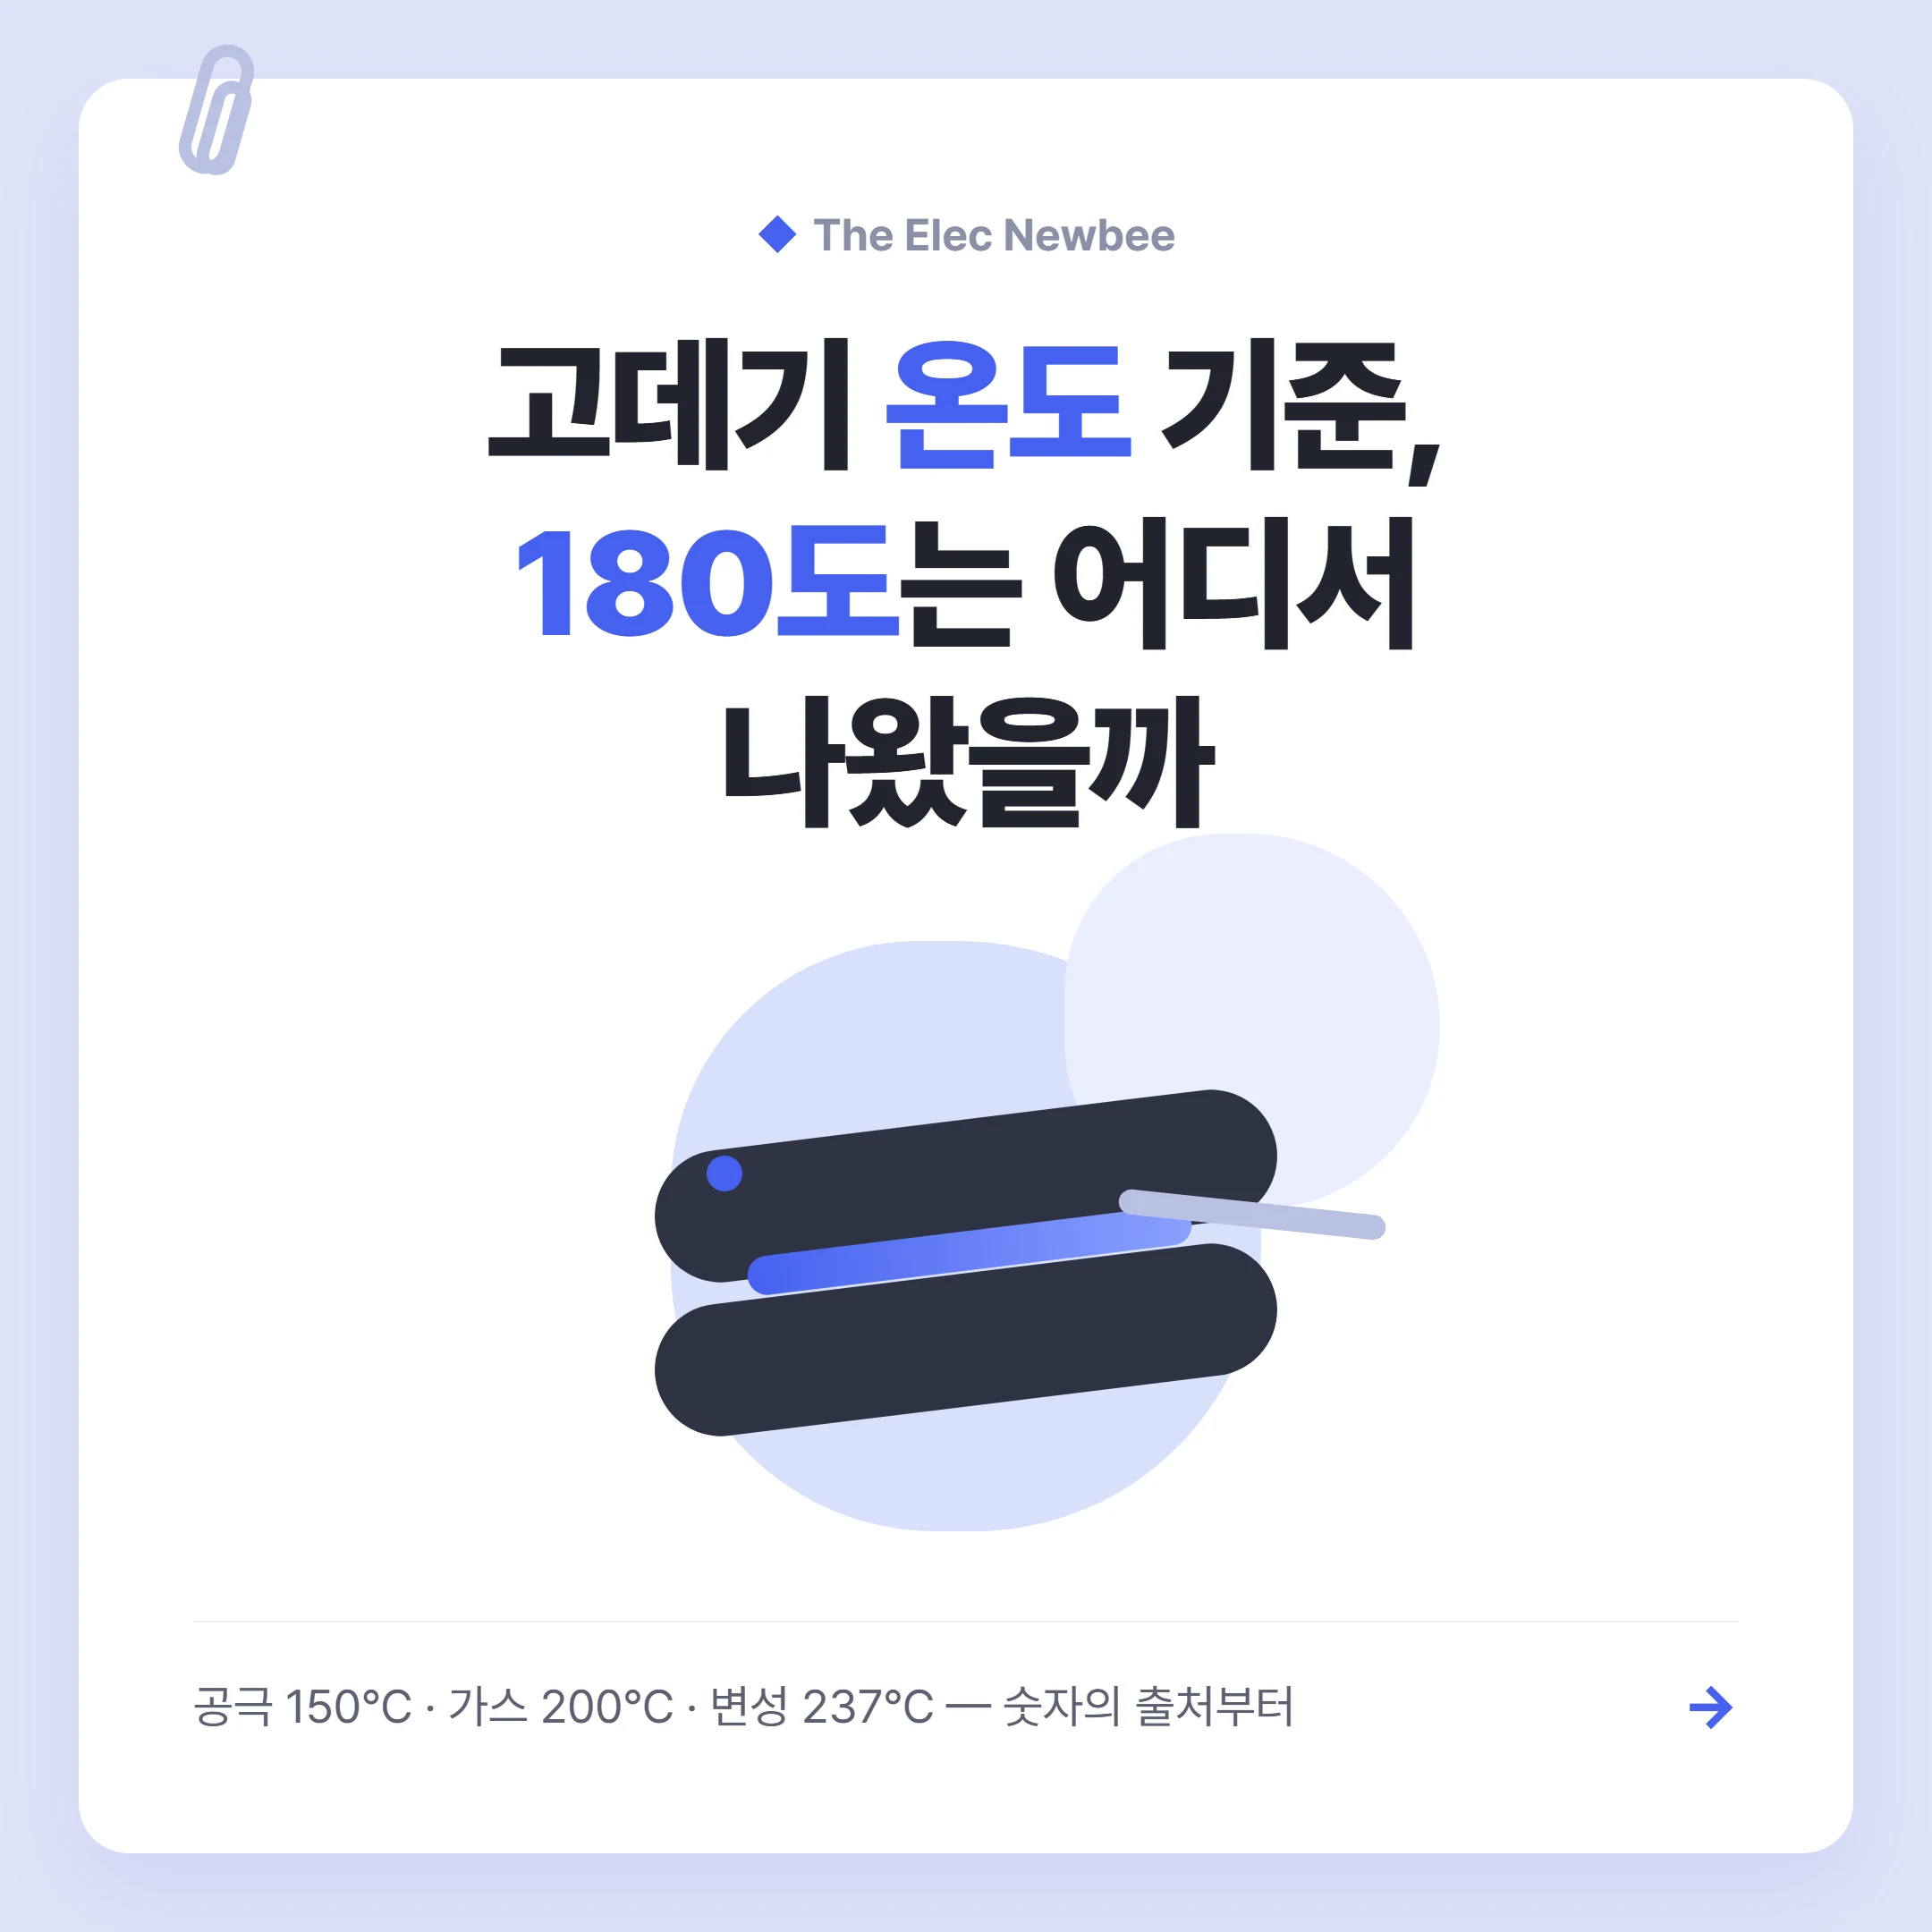 The Elec Newbee
고데기 온도 기준,
180도는 어디서
나왔을까
공극 150°C · 가스 200°C · 변성 237°C — 숫자의 출처부터